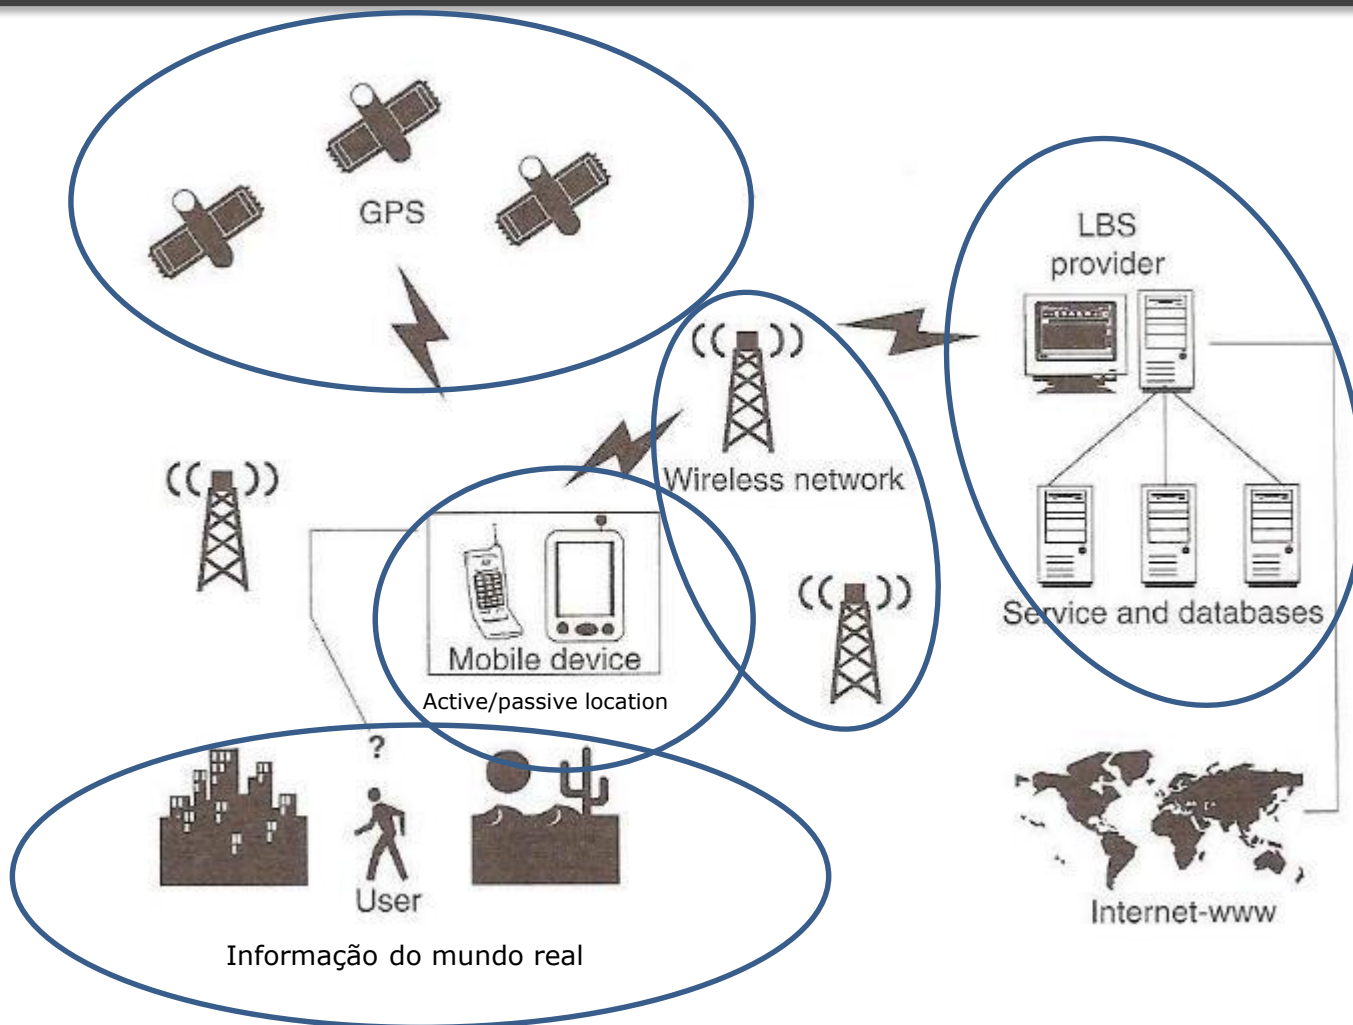 GPS
LBS
provider
Wireless network
Service and databases
Mobile device
Active/passive location
?
User
Informação do mundo real
Internet-www